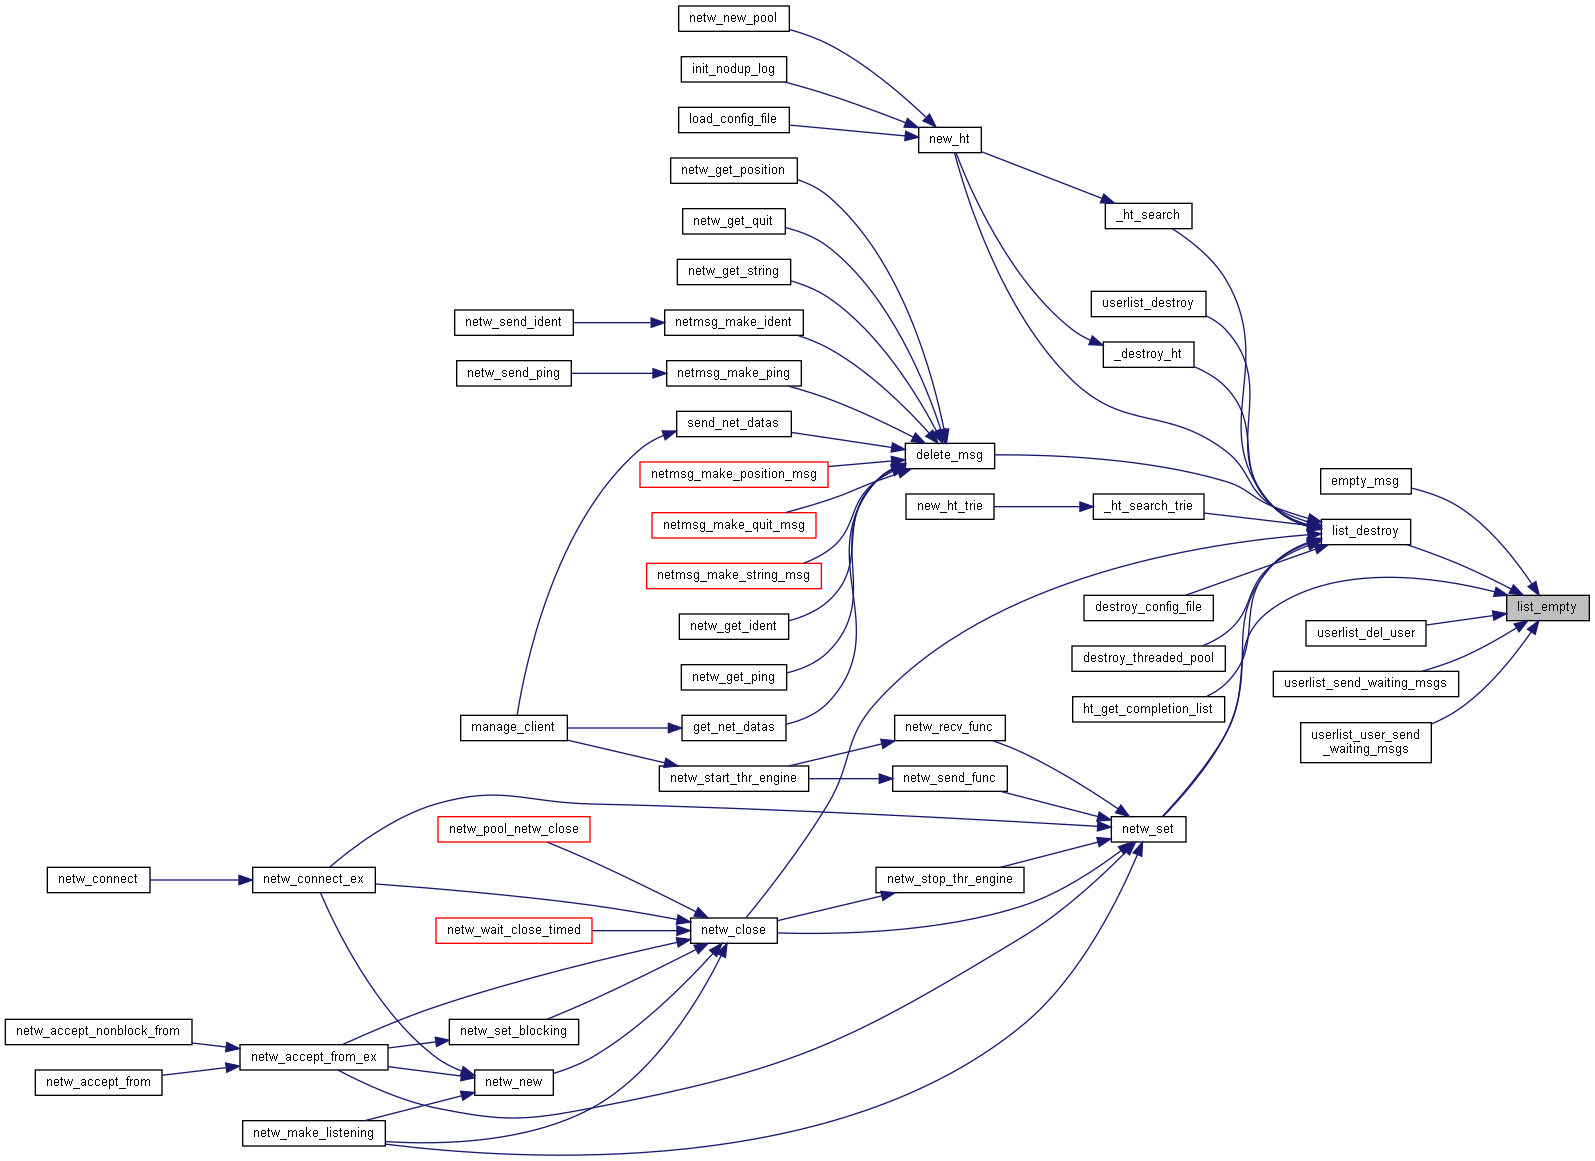 netw_new_pool
init_nodup_log
load_config_file
new_ht
netw_get_position
_ht_search
netw_get_quit
netw_get_string
userlist_destroy
netw_send_ident
netmsg_make_ident
_destroy_ht
netw_send_ping
netmsg_make_ping
send_net_datas
delete_msg
netmsg_make_position_msg
empty_msg
new_ht_trie
_ht_search_trie
netmsg_make_quit_msg
list_destroy
netmsg_make_string_msg
destroy_config_file
list_empty
netw_get_ident
userlist_del_user
destroy_threaded_pool
netw_get_ping
userlist_send_waiting_msgs
ht_get_completion_list
manage_client
get_net_datas
netw_recv_func
userlist_user_send
_waiting_msgs
netw_start_thr_engine
netw_send_func
netw_pool_netw_close
netw_set
netw_connect
netw_connect_ex
netw_stop_thr_engine
netw_wait_close_timed
netw_close
netw_accept_nonblock_from
netw_set_blocking
netw_accept_from_ex
netw_accept_from
netw_new
netw_make_listening